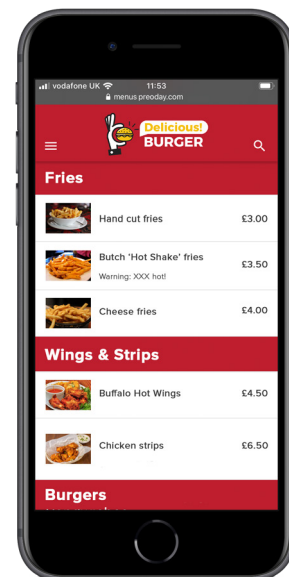 vodafone UK 11:53
menus.preoday.com
Delicious!
BURGER
Fries
Hand cut fries £3.00
Butch 'Hot Shake' fries £3.50
Warning: XXX hot!
Cheese fries £4.00
Wings & Strips
Buffalo Hot Wings £4.50
Chicken strips £6.50
Burgers